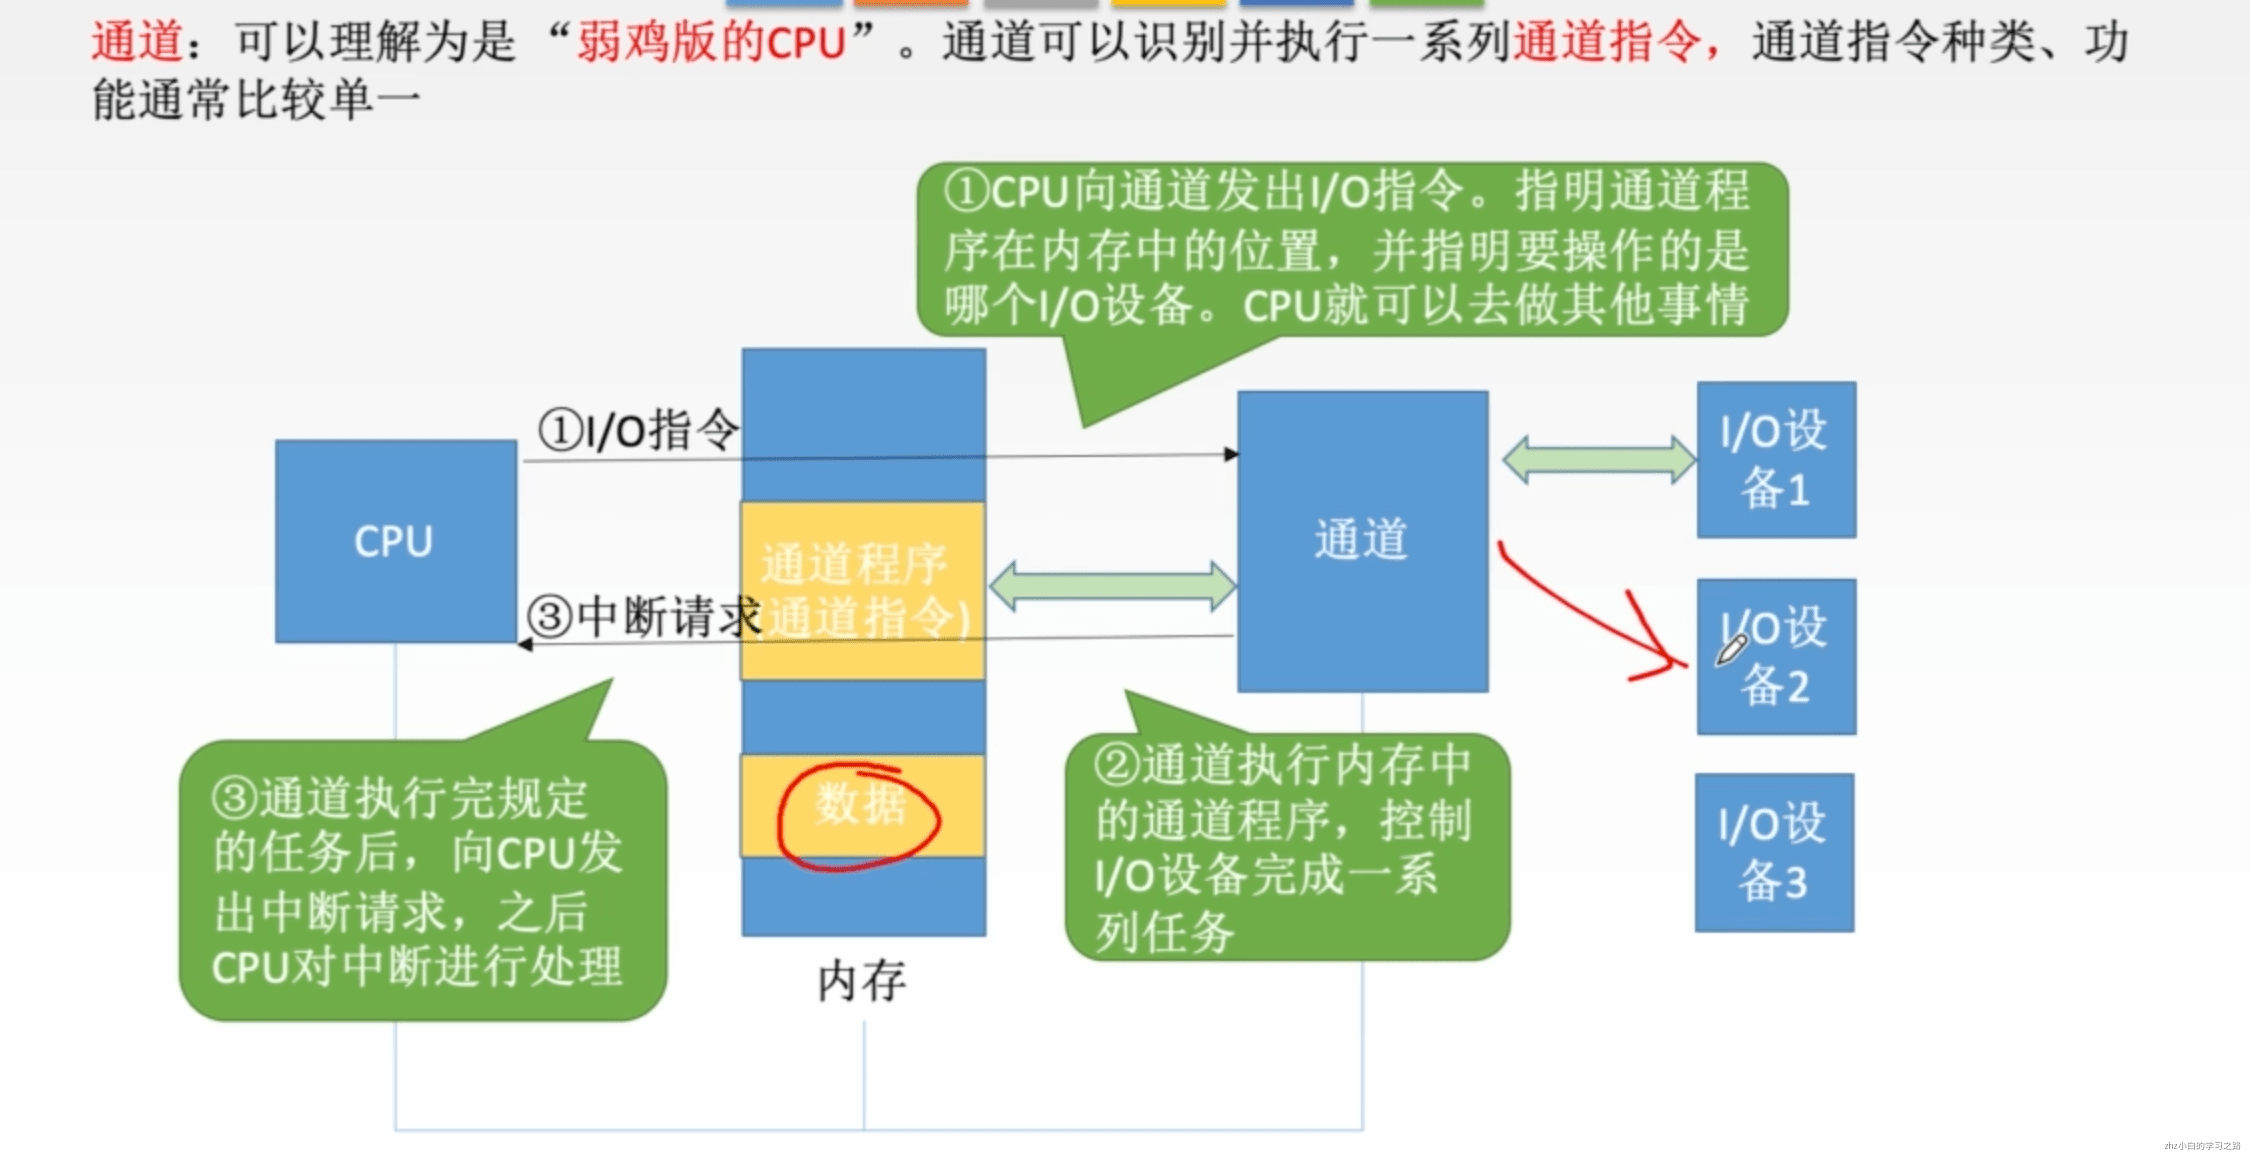 通道：可以理解为是“弱鸡版的CPU”。通道可以识别并执行一系列通道指令，通道指令种类、功
能通常比较单一
①CPU向通道发出I/O指令。指明通道程
序在内存中的位置，并指明要操作的是
哪个I/O设备。CPU就可以去做其他事情
①I/O指令
CPU
通道程序
(通道指令)
③中断请求
通道
I/O设
备1
I/O设
备2
I/O设
备3
数据
③通道执行完规定
的任务后，向CPU发
出中断请求，之后
CPU对中断进行处理
②通道执行内存中
的通道程序，控制
I/O设备完成一系
列任务
内存
zhz小白的学习之路